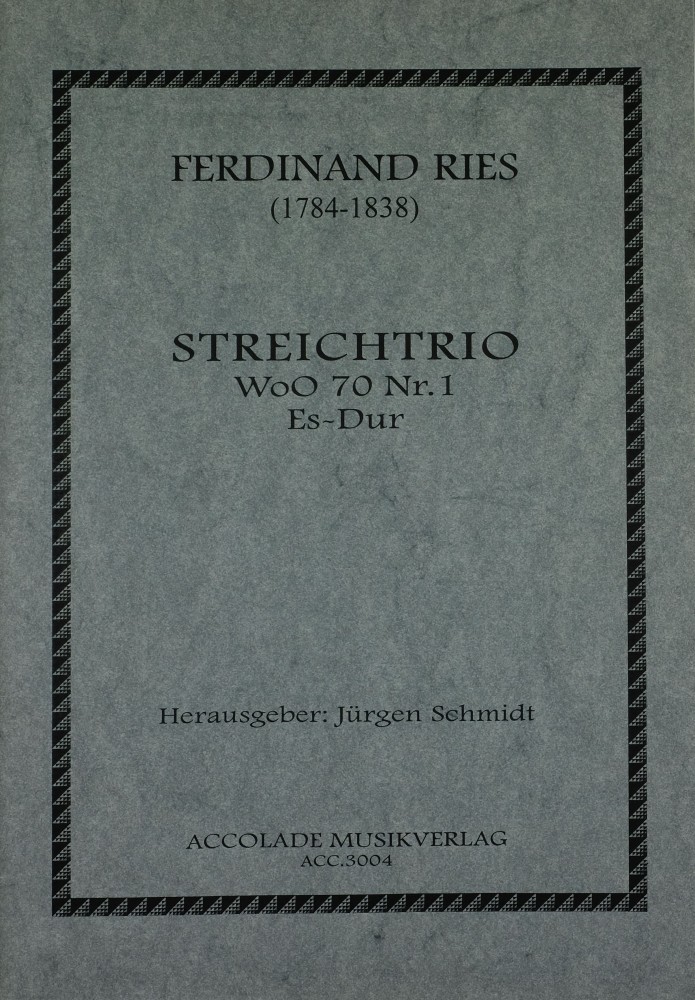 FERDINAND RIES
(1784-1838)
STREICHTRIO
WoO 70 Nr.1
Es-Dur
Herausgeber: Jürgen Schmidt
ACCOLADE MUSIKVERLAG
ACC.3004